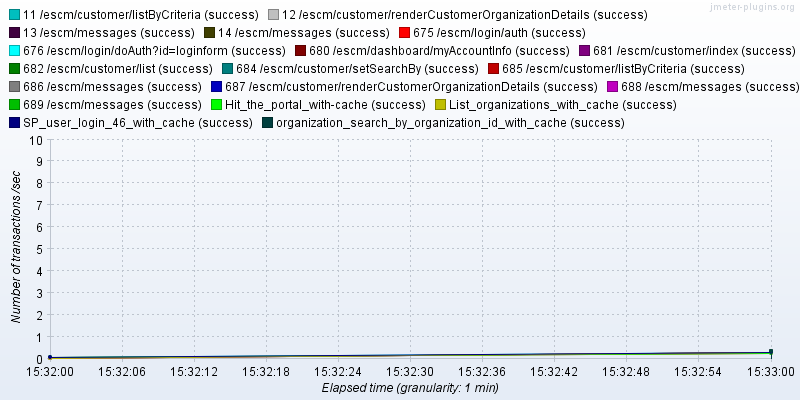 jmeter-plugins.org
11 /escm/customer/listByCriteria (success) 12 /escm/customer/renderCustomerOrganizationDetails (success)
13 /escm/messages (success) 14 /escm/messages (success) 675 /escm/login/auth (success)
676 /escm/login/doAuth?id=loginform (success) 680 /escm/dashboard/myAccountInfo (success) 681 /escm/customer/index (success)
682 /escm/customer/list (success) 684 /escm/customer/setSearchBy (success) 685 /escm/customer/listByCriteria (success)
686 /escm/messages (success) 687 /escm/customer/renderCustomerOrganizationDetails (success) 688 /escm/messages (success)
689 /escm/messages (success) Hit_the_portal_with-cache (success) List_organizations_with_cache (success)
SP_user_login_46_with_cache (success) organization_search_by_organization_id_with_cache (success)
Number of transactions /sec
10
9
8
7
6
5
4
3
2
1
0
15:32:00 15:32:06 15:32:12 15:32:18 15:32:24 15:32:30 15:32:36 15:32:42 15:32:48 15:32:54 15:33:00
Elapsed time (granularity: 1 min)